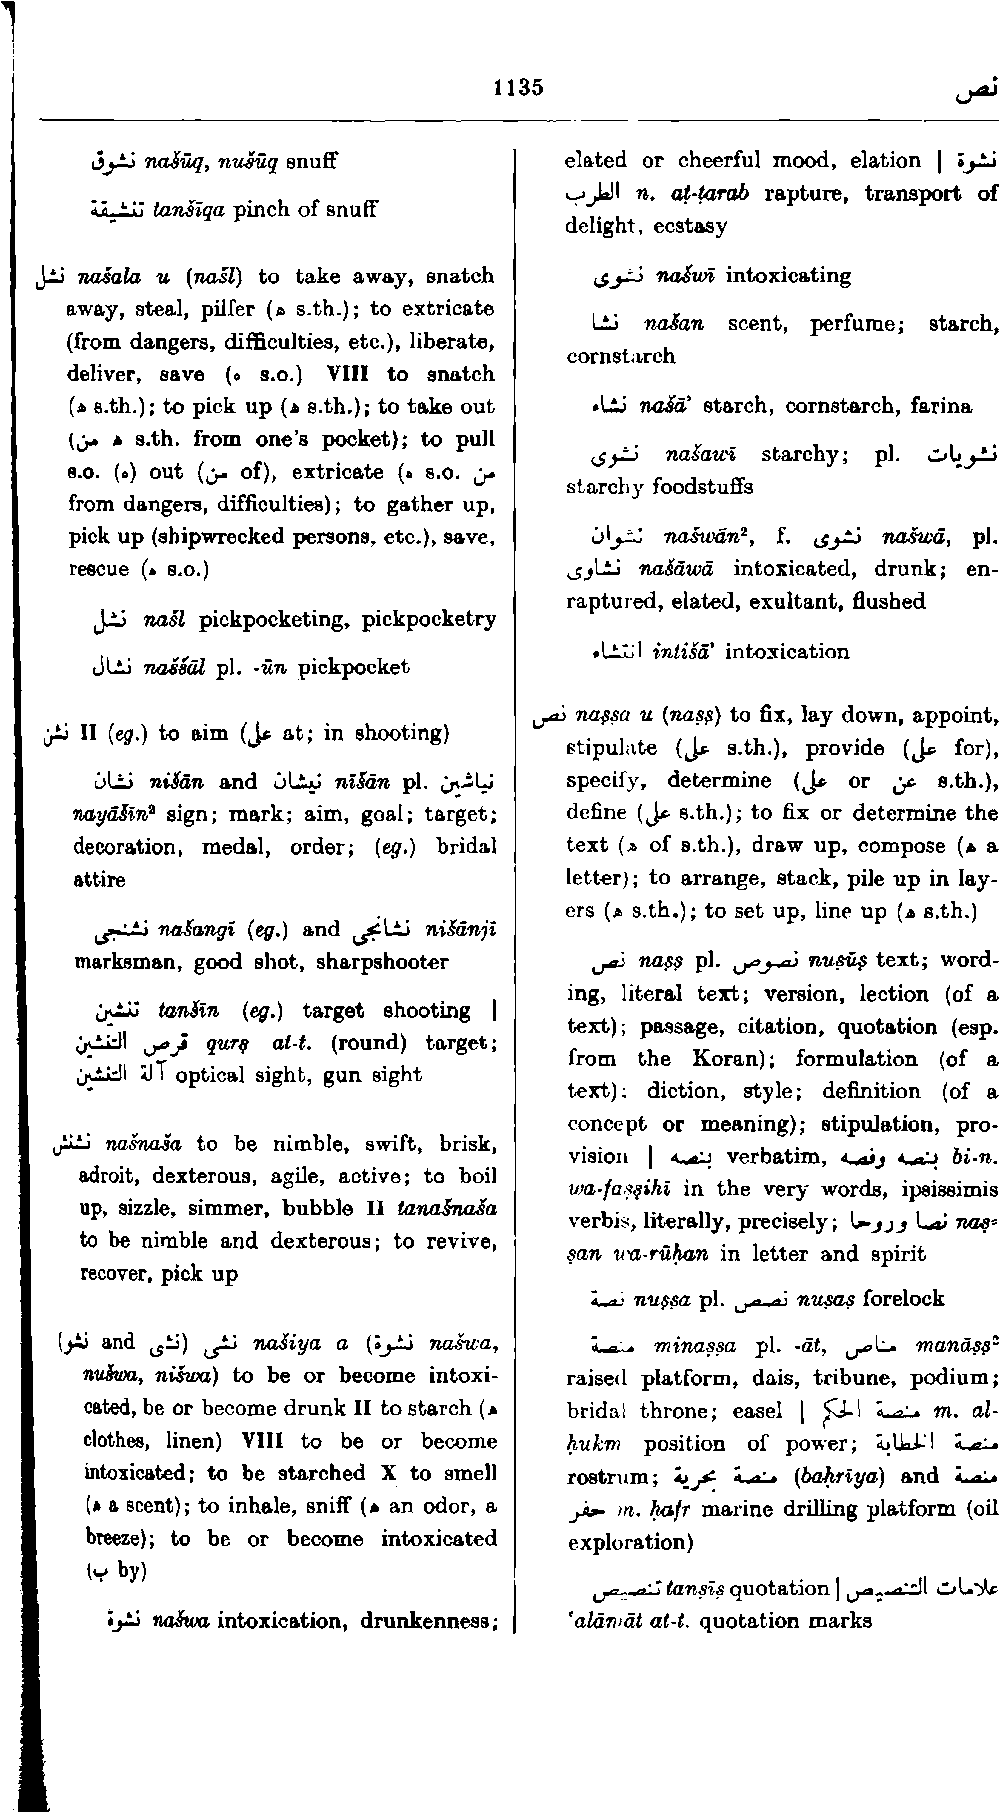 1135
نص
نشوق našūq, nušūq snuff
تنشيقة tanšīqa pinch of snuff
نشل našala u (našl) to take away, snatch
away, steal, pilfer (ه s.th.); to extricate
(from dangers, difficulties, etc.), liberate,
deliver, save (ه s.o.) VIII to snatch
(ه s.th.); to pick up (ه s.th.); to take out
(من ه s.th. from one's pocket); to pull
s.o. (ه) out (من of), extricate (ه s.o. من
from dangers, difficulties); to gather up,
pick up (shipwrecked persons, etc.), save,
rescue (ه s.o.)
نشل našl pickpocketing, pickpocketry
نشال naššāl pl. -ūn pickpocket
نشن II (eg.) to aim (على at; in shooting)
نشان nišān and نيشان nīšān pl. نياشين
nayāšīn² sign; mark; aim, goal; target;
decoration, medal, order; (eg.) bridal
attire
نشنجى našangī (eg.) and نشانجى nišānjī
marksman, good shot, sharpshooter
تنشين tanšīn (eg.) target shooting |
قرص التنشين qurṣ at-t. (round) target;
آلة التنشين optical sight, gun sight
نشنش našnaša to be nimble, swift, brisk,
adroit, dexterous, agile, active; to boil
up, sizzle, simmer, bubble II tanašnaša
to be nimble and dexterous; to revive,
recover, pick up
(نشو and نشى) نشى našiya a (نشوة našwa,
nušwa, nišwa) to be or become intoxi-
cated, be or become drunk II to starch (ه
clothes, linen) VIII to be or become
intoxicated; to be starched X to smell
(ه a scent); to inhale, sniff (ه an odor, a
breeze); to be or become intoxicated
(ب by)
نشوة našwa intoxication, drunkenness;
elated or cheerful mood, elation | نشوة
الطرب n. aṭ-ṭarab rapture, transport of
delight, ecstasy
نشوى našwī intoxicating
نشا našan scent, perfume; starch,
cornstarch
نشاء našā’ starch, cornstarch, farina
نشوى našawī starchy; pl. نشويات
starchy foodstuffs
نشوان našwān², f. نشوى našwā, pl.
نشاوى našāwā intoxicated, drunk; en-
raptured, elated, exultant, flushed
انتشاء intišā’ intoxication
نص naṣṣa u (naṣṣ) to fix, lay down, appoint,
stipulate (على s.th.), provide (على for),
specify, determine (على or عن s.th.),
define (على s.th.); to fix or determine the
text (ه of s.th.), draw up, compose (ه a
letter); to arrange, stack, pile up in lay-
ers (ه s.th.); to set up, line up (ه s.th.)
نص naṣṣ pl. نصوص nuṣūṣ text; word-
ing, literal text; version, lection (of a
text); passage, citation, quotation (esp.
from the Koran); formulation (of a
text); diction, style; definition (of a
concept or meaning); stipulation, pro-
vision | بنصه verbatim, بنصه وفصه bi-n.
wa-faṣṣihī in the very words, ipsissimis
verbis, literally, precisely; نصا وروحا naṣ-
ṣan wa-rūḥan in letter and spirit
نصة nuṣṣa pl. نصص nuṣaṣ forelock
منصة minaṣṣa pl. -āt, مناص manāṣṣ²
raised platform, dais, tribune, podium;
bridal throne; easel | منصة الحكم m. al-
ḥukm position of power; منصة الخطابة
rostrum; منصة بحرية (baḥrīya) and منصة
حفر m. ḥafr marine drilling platform (oil
exploration)
تنصيص tanṣīṣ quotation | علامات التنصيص
‘alāmāt at-t. quotation marks